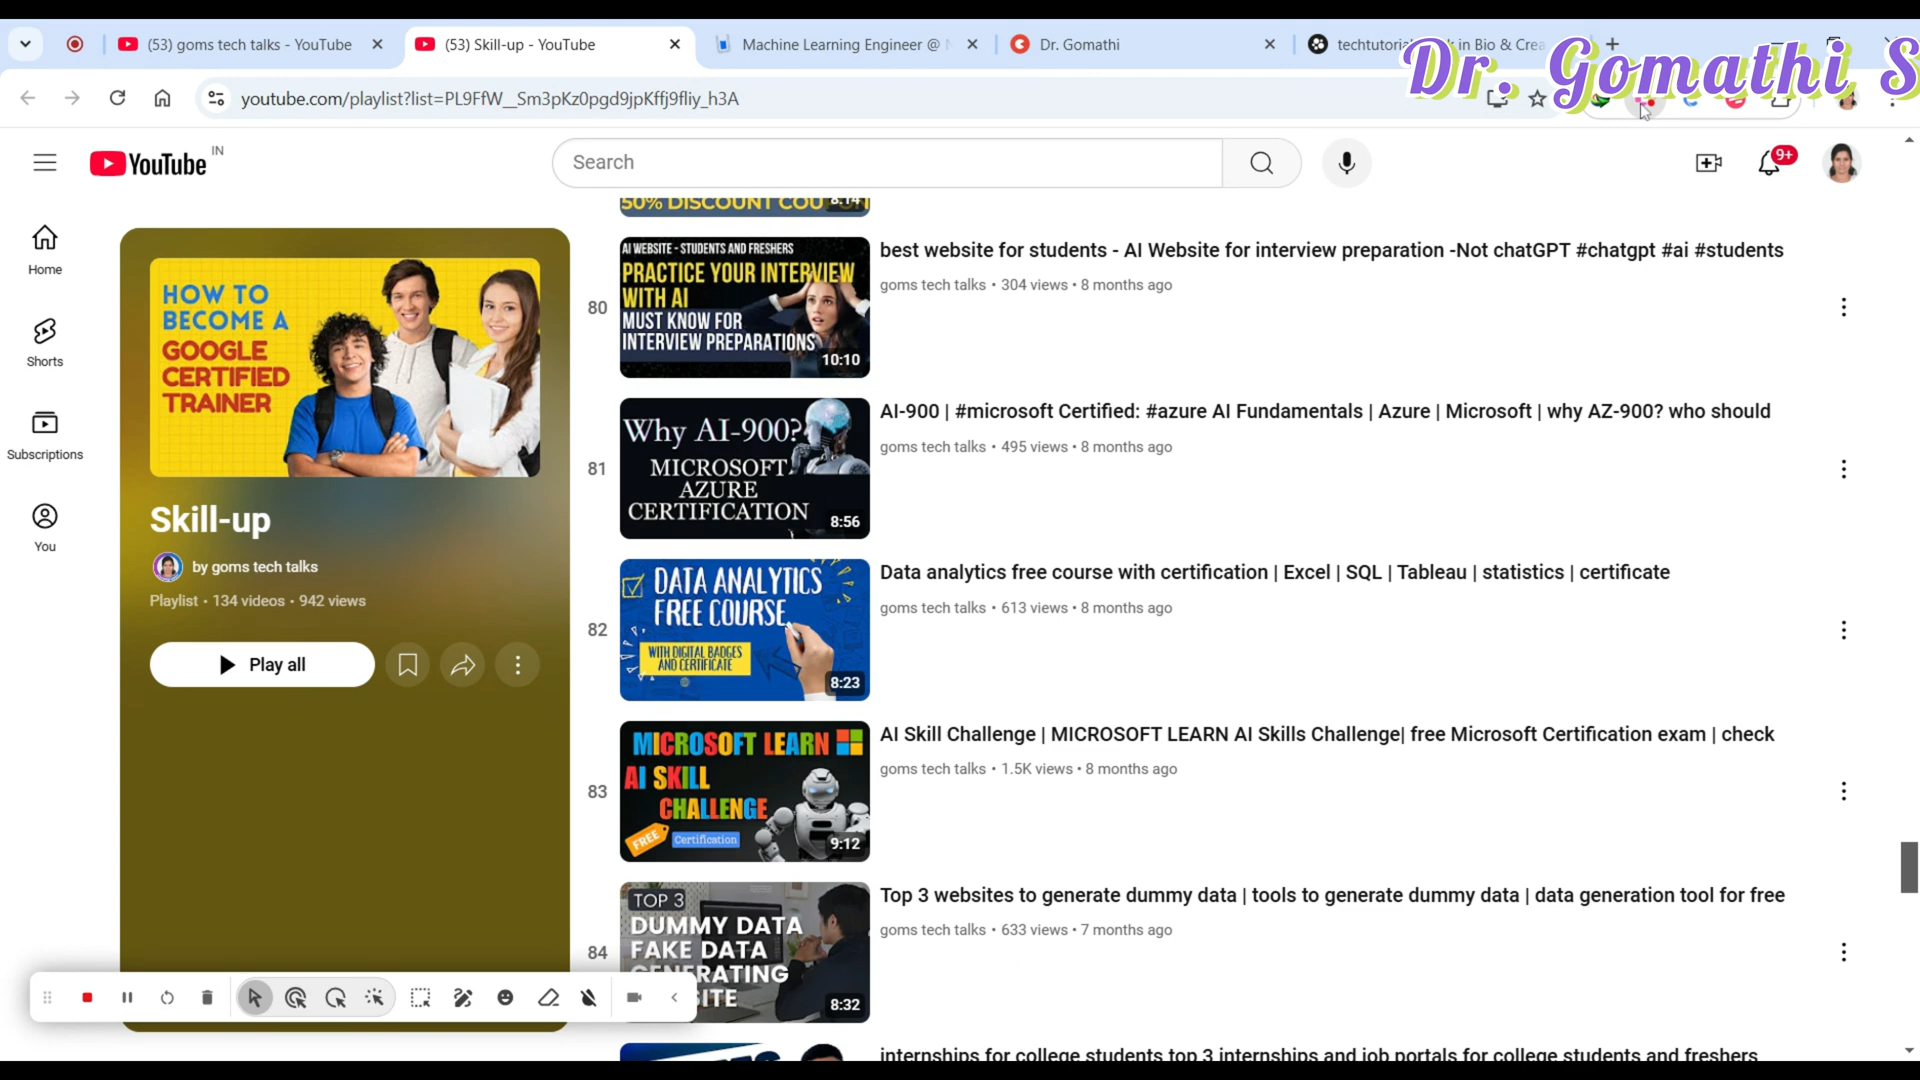 (53) goms tech talks - YouTube
(53) Skill-up - YouTube
Machine Learning Engineer @
Dr. Gomathi
Dr. Gomathi S
youtube.com/playlist?list=PL9FfW__Sm3pKz0pgd9jpKffj9fliy_h3A
YouTube IN
Search
9+
Home
Shorts
Subscriptions
You
HOW TO
BECOME A
GOOGLE
CERTIFIED
TRAINER
Skill-up
by goms tech talks
Playlist • 134 videos • 942 views
Play all
50% DISCOUNT
8:14
80
AI WEBSITE - STUDENTS AND FRESHERS
PRACTICE YOUR INTERVIEW
WITH AI
MUST KNOW FOR
INTERVIEW PREPARATIONS
10:10
best website for students - AI Website for interview preparation -Not chatGPT #chatgpt #ai #students
goms tech talks • 304 views • 8 months ago
81
Why AI-900?
MICROSOFT
AZURE
CERTIFICATION
8:56
AI-900 | #microsoft Certified: #azure AI Fundamentals | Azure | Microsoft | why AZ-900? who should
goms tech talks • 495 views • 8 months ago
82
DATA ANALYTICS
FREE COURSE
WITH DIGITAL BADGES
AND CERTIFICATE
8:23
Data analytics free course with certification | Excel | SQL | Tableau | statistics | certificate
goms tech talks • 613 views • 8 months ago
83
MICROSOFT LEARN
AI SKILL
CHALLENGE
FREE
Certification
9:12
AI Skill Challenge | MICROSOFT LEARN AI Skills Challenge| free Microsoft Certification exam | check
goms tech talks • 1.5K views • 8 months ago
84
TOP 3
DUMMY DATA
FAKE DATA
8:32
Top 3 websites to generate dummy data | tools to generate dummy data | data generation tool for free
goms tech talks • 633 views • 7 months ago
internships for college students top 3 internships and job portals for college students and freshers